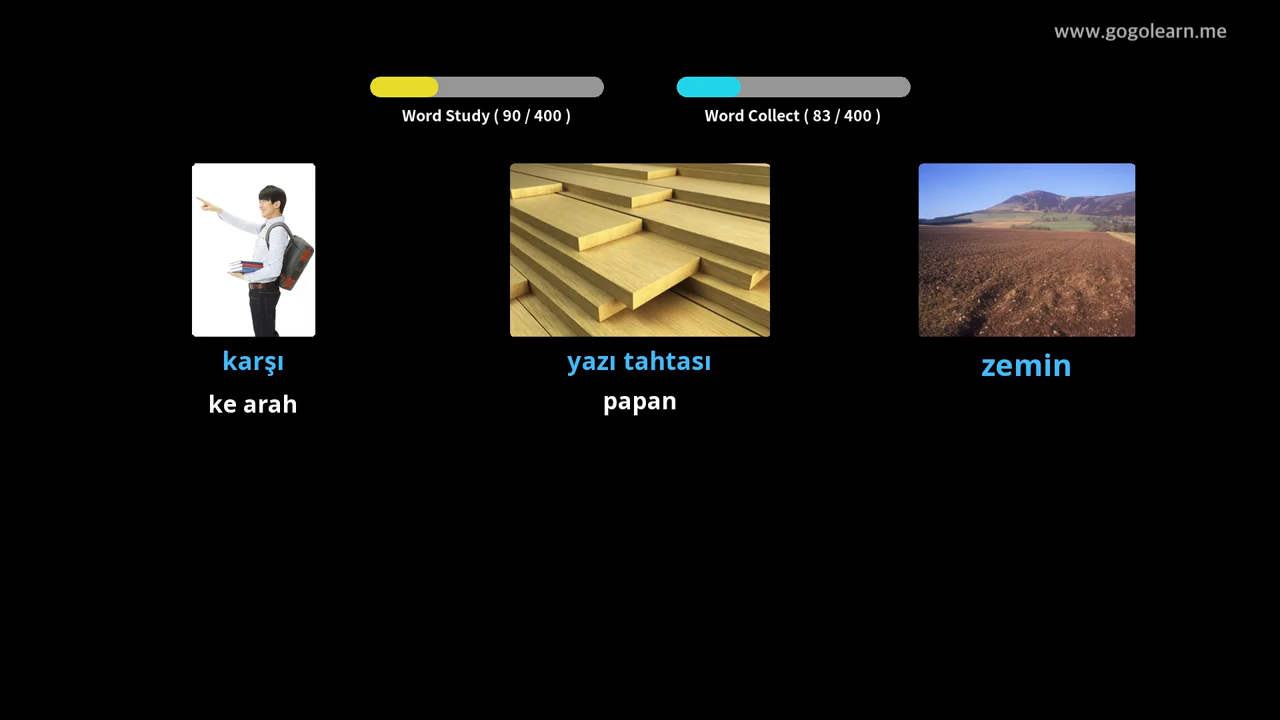 www.gogolearn.me
Word Study ( 90 / 400 )
Word Collect ( 83 / 400 )
karşı
ke arah
yazı tahtası
papan
zemin